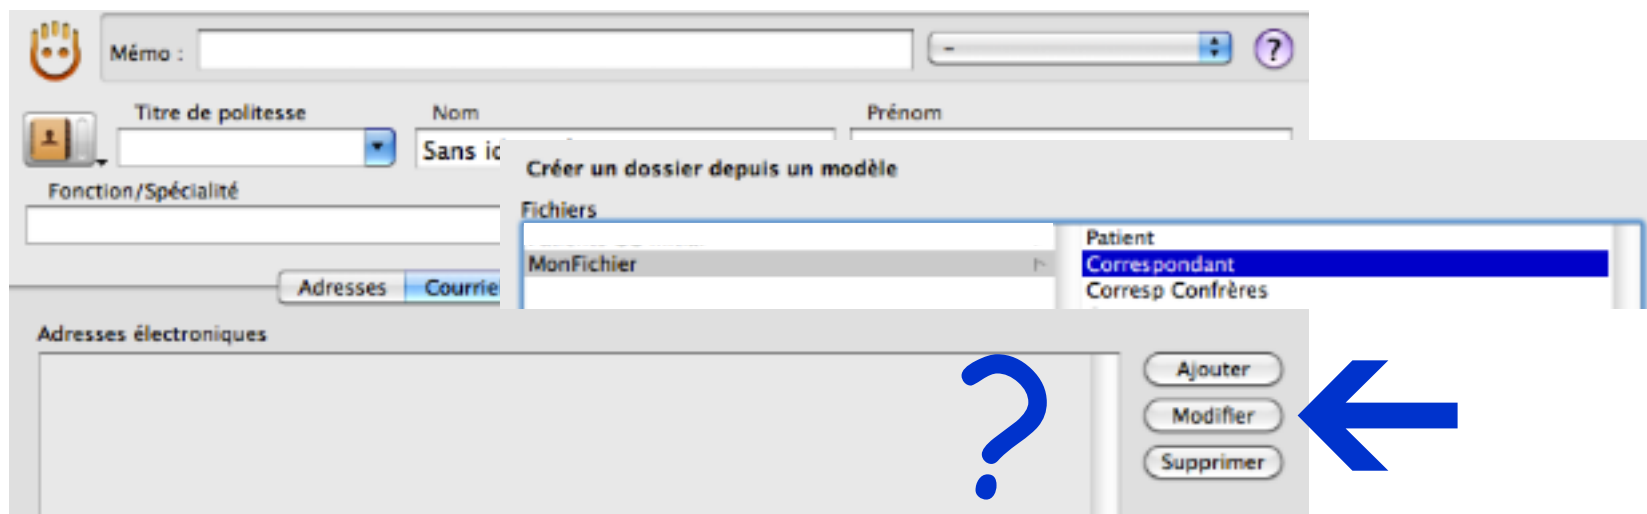 Mémo :
-
?
Titre de politesse
Nom
Prénom
Sans
Fonction/Spécialité
Créer un dossier depuis un modèle
Fichiers
Patient
MonFichier
Correspondant
Corresp Confrères
Adresses
Courrie
Adresses électroniques
?
Ajouter
Modifier
Supprimer